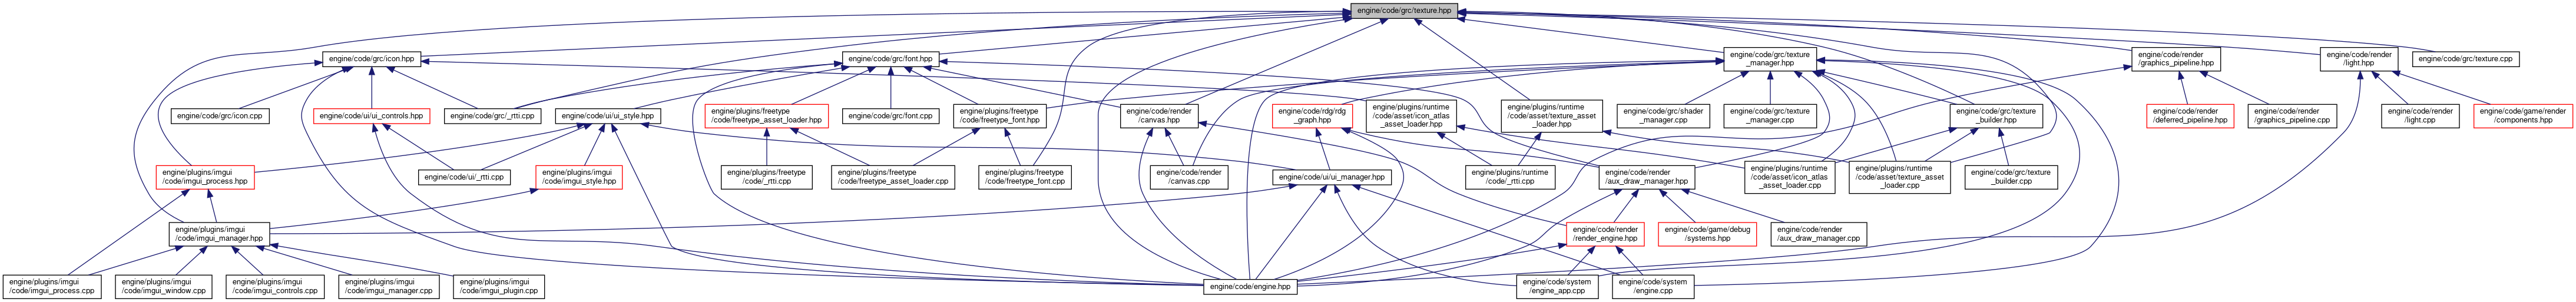 engine/code/grc/texture.hpp
engine/code/grc/icon.hpp
engine/code/grc/font.hpp
engine/code/grc/texture
_manager.hpp
engine/code/render
/graphics_pipeline.hpp
engine/code/render
/light.hpp
engine/code/grc/texture.cpp
engine/code/grc/icon.cpp
engine/code/ui/ui_controls.hpp
engine/code/grc/_rtti.cpp
engine/code/ui/ui_style.hpp
engine/plugins/freetype
/code/freetype_asset_loader.hpp
engine/code/grc/font.cpp
engine/plugins/freetype
/code/freetype_font.hpp
engine/code/render
/canvas.hpp
engine/code/rdg/rdg
_graph.hpp
engine/plugins/runtime
/code/asset/icon_atlas
_asset_loader.hpp
engine/plugins/runtime
/code/asset/texture_asset
_loader.hpp
engine/code/grc/shader
_manager.cpp
engine/code/grc/texture
_manager.cpp
engine/code/grc/texture
_builder.hpp
engine/code/render
/deferred_pipeline.hpp
engine/code/render
/graphics_pipeline.cpp
engine/code/render
/light.cpp
engine/code/game/render
/components.hpp
engine/plugins/imgui
/code/imgui_process.hpp
engine/code/ui/_rtti.cpp
engine/plugins/imgui
/code/imgui_style.hpp
engine/plugins/freetype
/code/_rtti.cpp
engine/plugins/freetype
/code/freetype_asset_loader.cpp
engine/plugins/freetype
/code/freetype_font.cpp
engine/code/render
/canvas.cpp
engine/code/ui/ui_manager.hpp
engine/plugins/runtime
/code/_rtti.cpp
engine/code/render
/aux_draw_manager.hpp
engine/plugins/runtime
/code/asset/icon_atlas
_asset_loader.cpp
engine/plugins/runtime
/code/asset/texture_asset
_loader.cpp
engine/code/grc/texture
_builder.cpp
engine/plugins/imgui
/code/imgui_manager.hpp
engine/code/render
/render_engine.hpp
engine/code/game/debug
/systems.hpp
engine/code/render
/aux_draw_manager.cpp
engine/plugins/imgui
/code/imgui_process.cpp
engine/plugins/imgui
/code/imgui_window.cpp
engine/plugins/imgui
/code/imgui_controls.cpp
engine/plugins/imgui
/code/imgui_manager.cpp
engine/plugins/imgui
/code/imgui_plugin.cpp
engine/code/engine.hpp
engine/code/system
/engine_app.cpp
engine/code/system
/engine.cpp